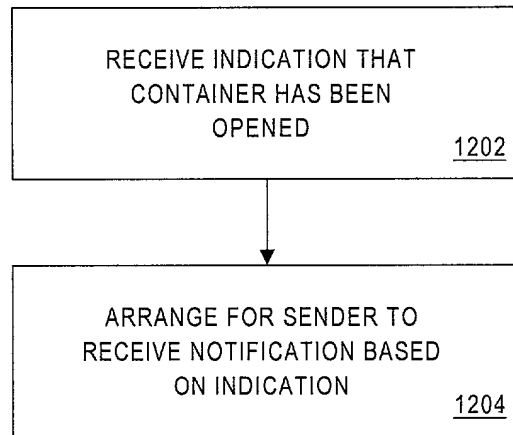 RECEIVE INDICATION THAT
CONTAINER HAS BEEN
OPENED
1202
ARRANGE FOR SENDER TO
RECEIVE NOTIFICATION BASED
ON INDICATION
1204